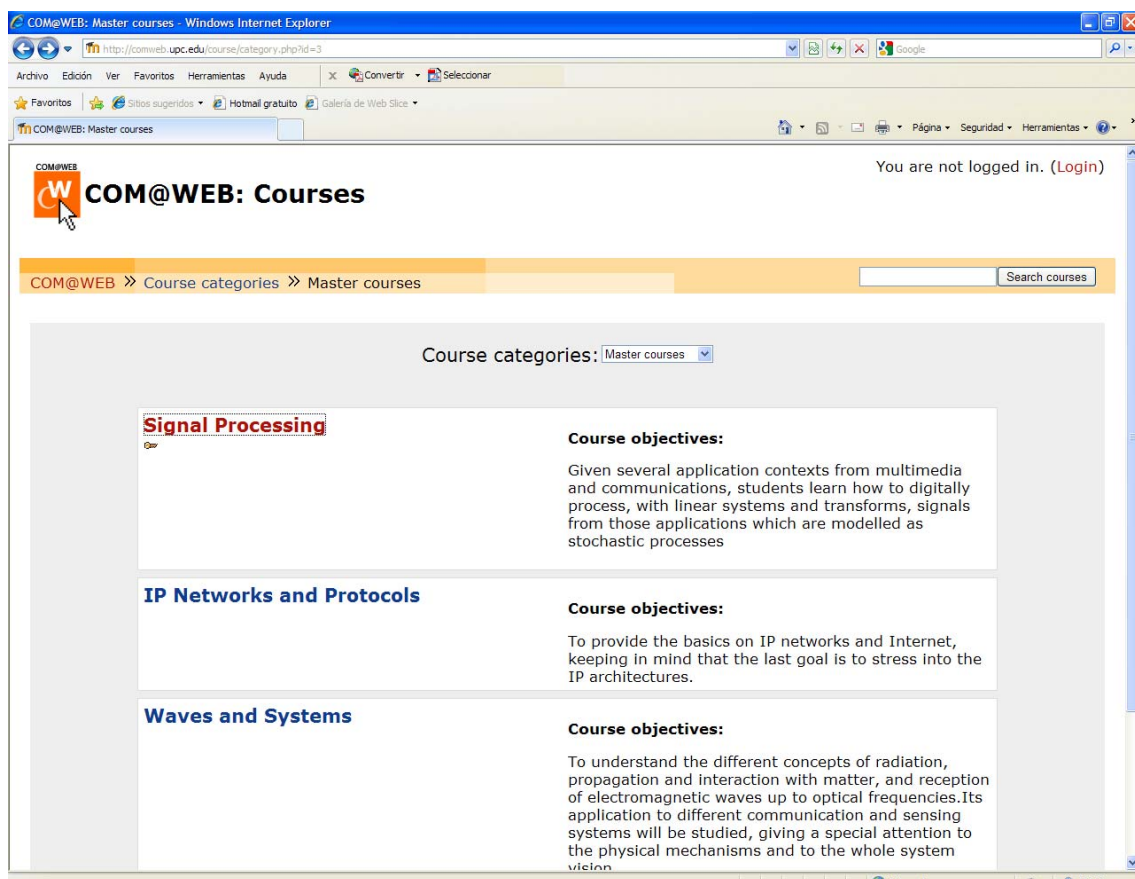 COM@WEB: Master courses - Windows Internet Explorer
http://comweb.upc.edu/course/category.php?id=3
Google
Archivo Edición Ver Favoritos Herramientas Ayuda x Convertir Seleccionar
Favoritos Sitios sugeridos Hotmail gratuito Galería de Web Slice
COM@WEB: Master courses
Página Seguridad Herramientas
COM@WEB
You are not logged in. (Login)
COM@WEB: Courses
COM@WEB » Course categories » Master courses
Search courses
Course categories: Master courses
Signal Processing
Course objectives:
Given several application contexts from multimedia
and communications, students learn how to digitally
process, with linear systems and transforms, signals
from those applications which are modelled as
stochastic processes
IP Networks and Protocols
Course objectives:
To provide the basics on IP networks and Internet,
keeping in mind that the last goal is to stress into the
IP architectures.
Waves and Systems
Course objectives:
To understand the different concepts of radiation,
propagation and interaction with matter, and reception
of electromagnetic waves up to optical frequencies.Its
application to different communication and sensing
systems will be studied, giving a special attention to
the physical mechanisms and to the whole system
vision